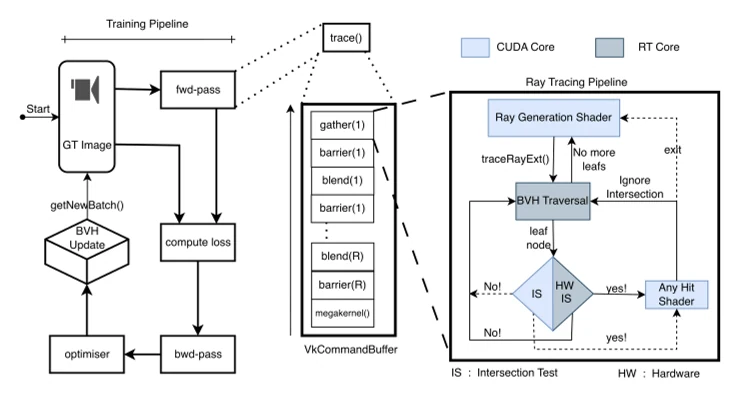 Training Pipeline
Start
GT Image
fwd-pass
getNewBatch()
BVH
Update
compute loss
optimiser
bwd-pass
trace()
gather(1)
barrier(1)
blend(1)
barrier(1)
blend(R)
barrier(R)
megakernel()
VkCommandBuffer
CUDA Core
RT Core
Ray Tracing Pipeline
Ray Generation Shader
traceRayExt()
No more
leafs
exit
Ignore
Intersection
BVH Traversal
leaf
node
No!
IS
HW
IS
yes!
Any Hit
Shader
No!
yes!
IS : Intersection Test
HW : Hardware